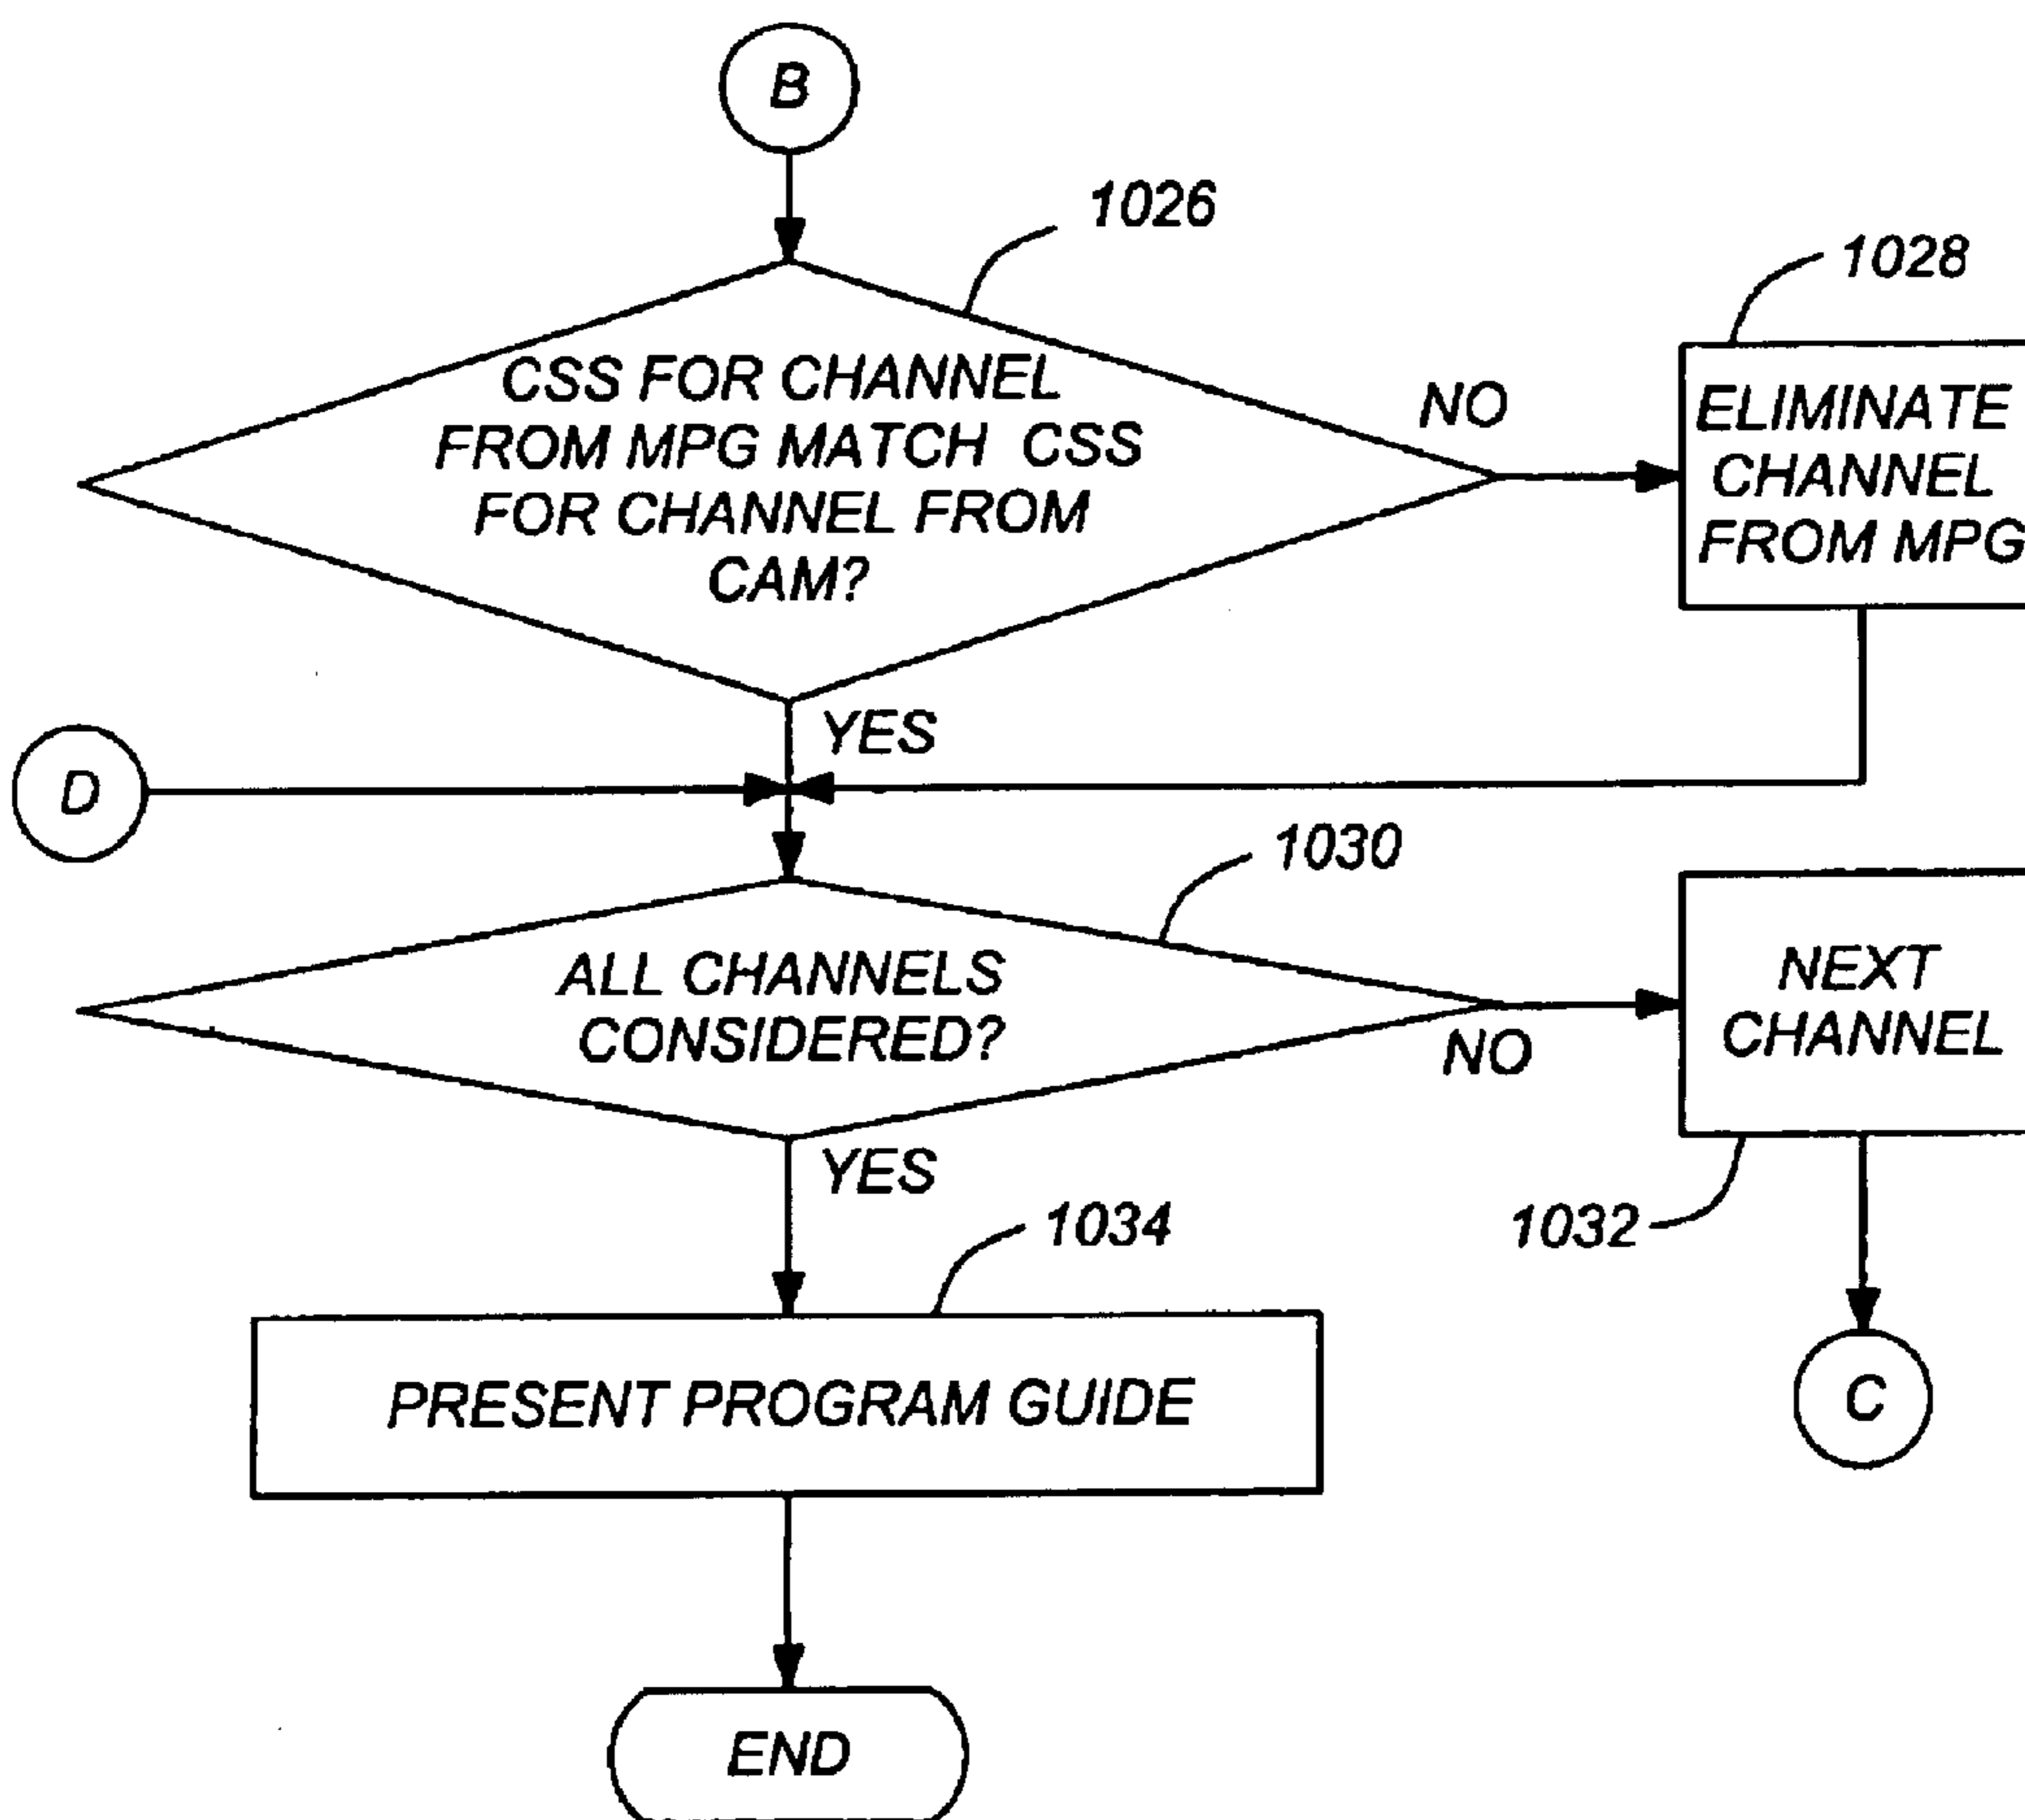 B
1026
CSS FOR CHANNEL
FROM MPG MATCH CSS
FOR CHANNEL FROM
CAM?
NO
1028
ELIMINATE
CHANNEL
FROM MPG
YES
D
1030
ALL CHANNELS
CONSIDERED?
NO
NEXT
CHANNEL
1032
YES
1034
PRESENT PROGRAM GUIDE
C
END